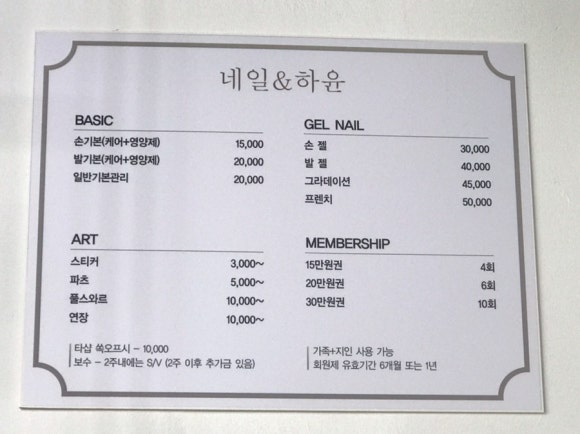 네일&하윤
BASIC
손기본(케어+영양제) 15,000
발기본(케어+영양제) 20,000
일반기본관리 20,000
GEL NAIL
손 젤 30,000
발 젤 40,000
그라데이션 45,000
프렌치 50,000
ART
스티커 3,000~
파츠 5,000~
풀스와르 10,000~
연장 10,000~
타샵 쏙오프시 - 10,000
보수 - 2주내에는 S/V (2주 이후 추가금 있음)
MEMBERSHIP
15만원권 4회
20만원권 6회
30만원권 10회
가족+지인 사용 가능
회원제 유효기간 6개월 또는 1년